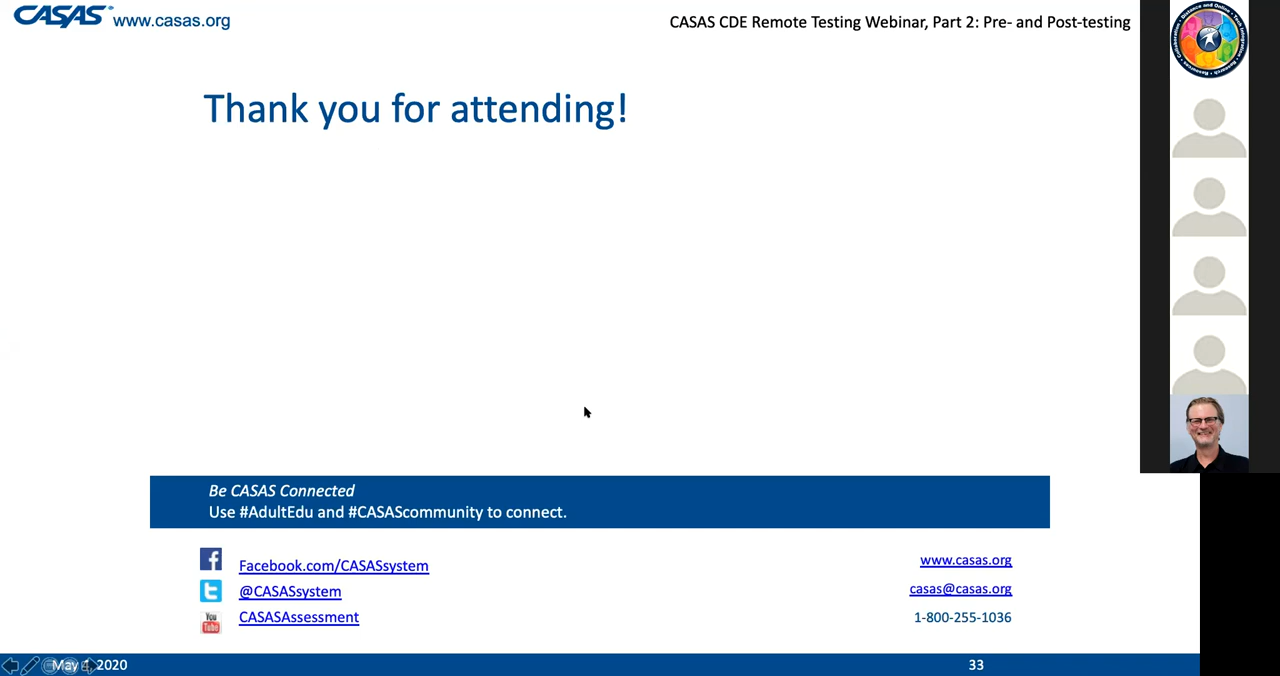 CASAS www.casas.org
CASAS CDE Remote Testing Webinar, Part 2: Pre- and Post-testing
Thank you for attending!
Be CASAS Connected
Use #AdultEdu and #CASAScommunity to connect.
Facebook.com/CASASsystem
@CASASsystem
CASASAssessment
www.casas.org
casas@casas.org
1-800-255-1036
May 4, 2020
33